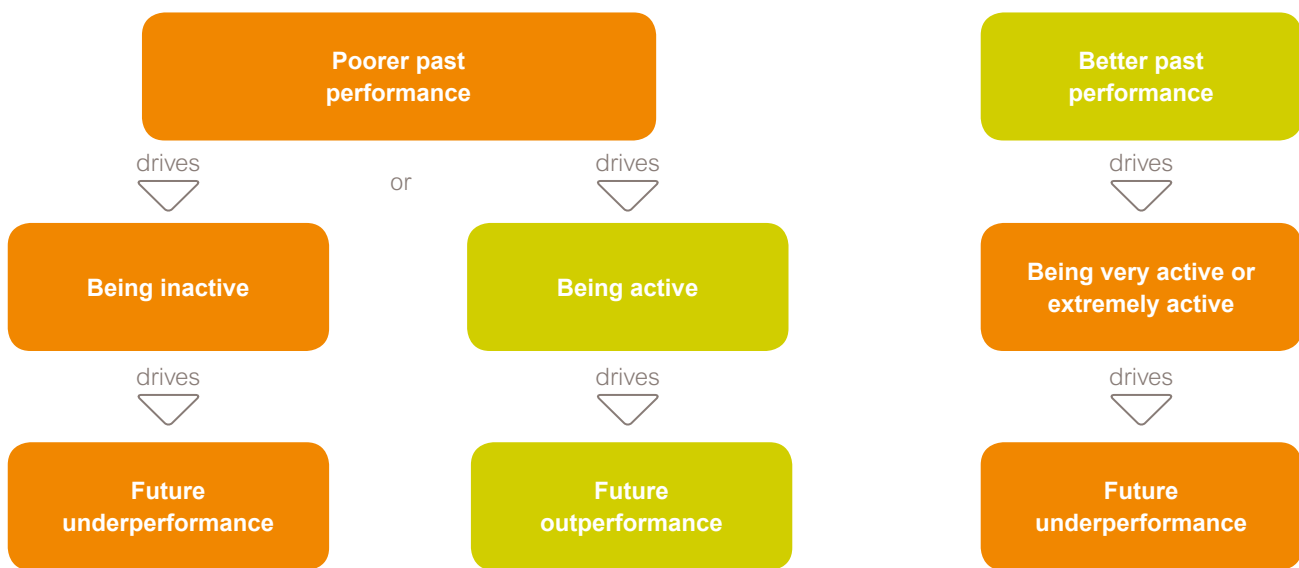 Poorer past
performance
Better past
performance
drives
or
drives
drives
Being inactive
Being active
Being very active or
extremely active
drives
drives
drives
Future
underperformance
Future
outperformance
Future
underperformance